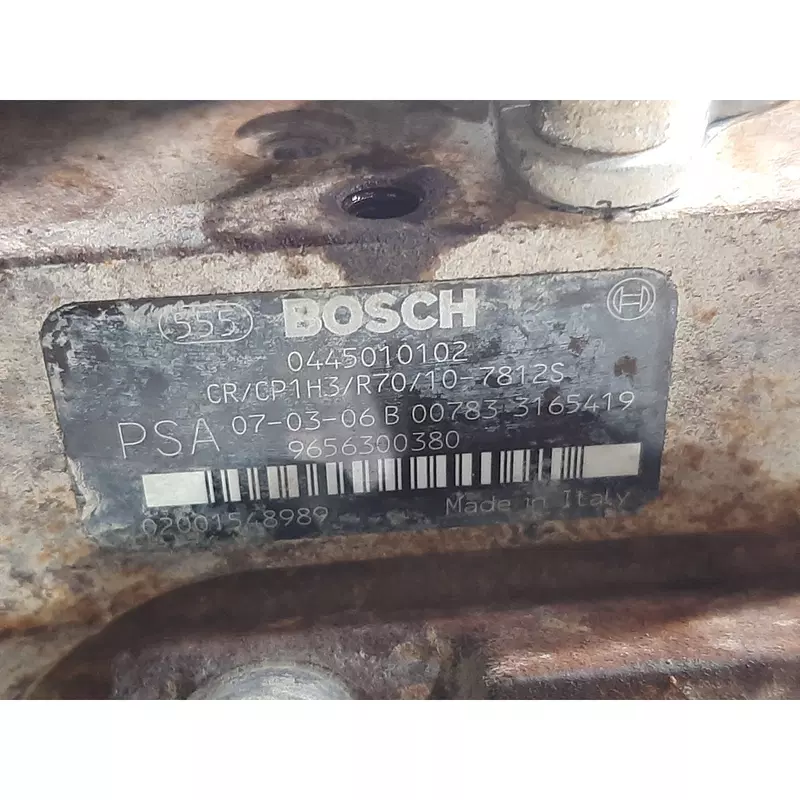 555 BOSCH
0445010102
CR/CP1H3/R70/10-7812S
PSA 07-03-06 B 00783 3165419
9656300380
02001548989 Made in Italy